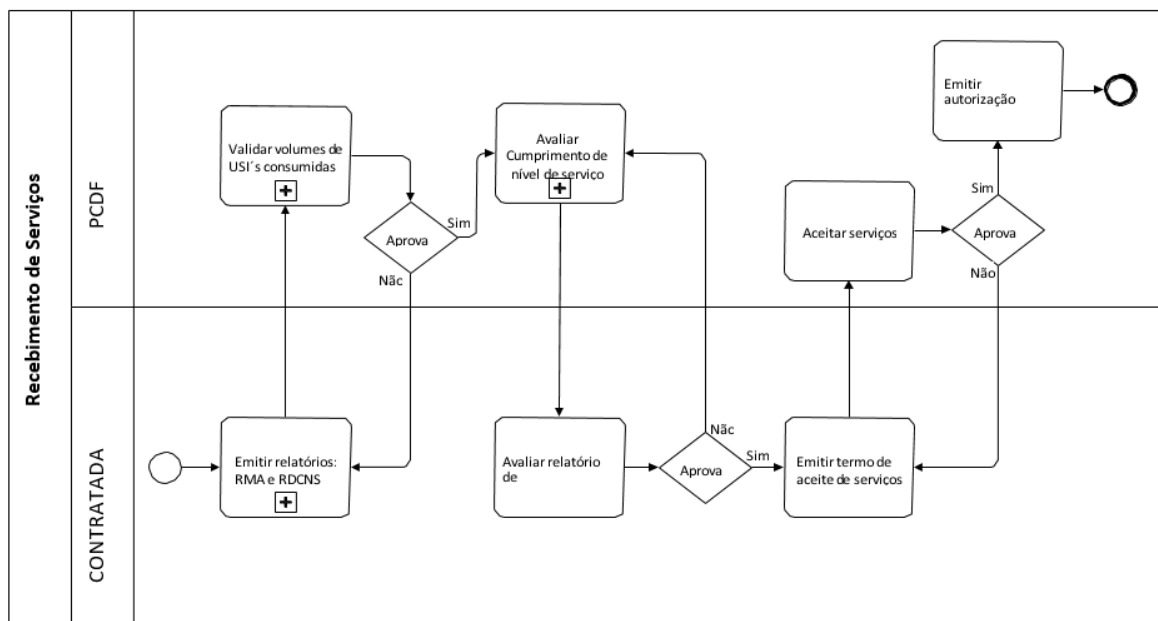 Recebimento de Serviços
PCDF
Validar volumes de
USI´s consumidas
Aprova
Sim
Nãc
Avaliar
Cumprimento de
nível de serviço
Aceitar serviços
Emitir
autorização
Sim
Aprova
Não
CONTRATADA
Emitir relatórios:
RMA e RDCNS
Avaliar relatório
de
Nãc
Aprova
Sim
Emitir termo de
aceite de serviços